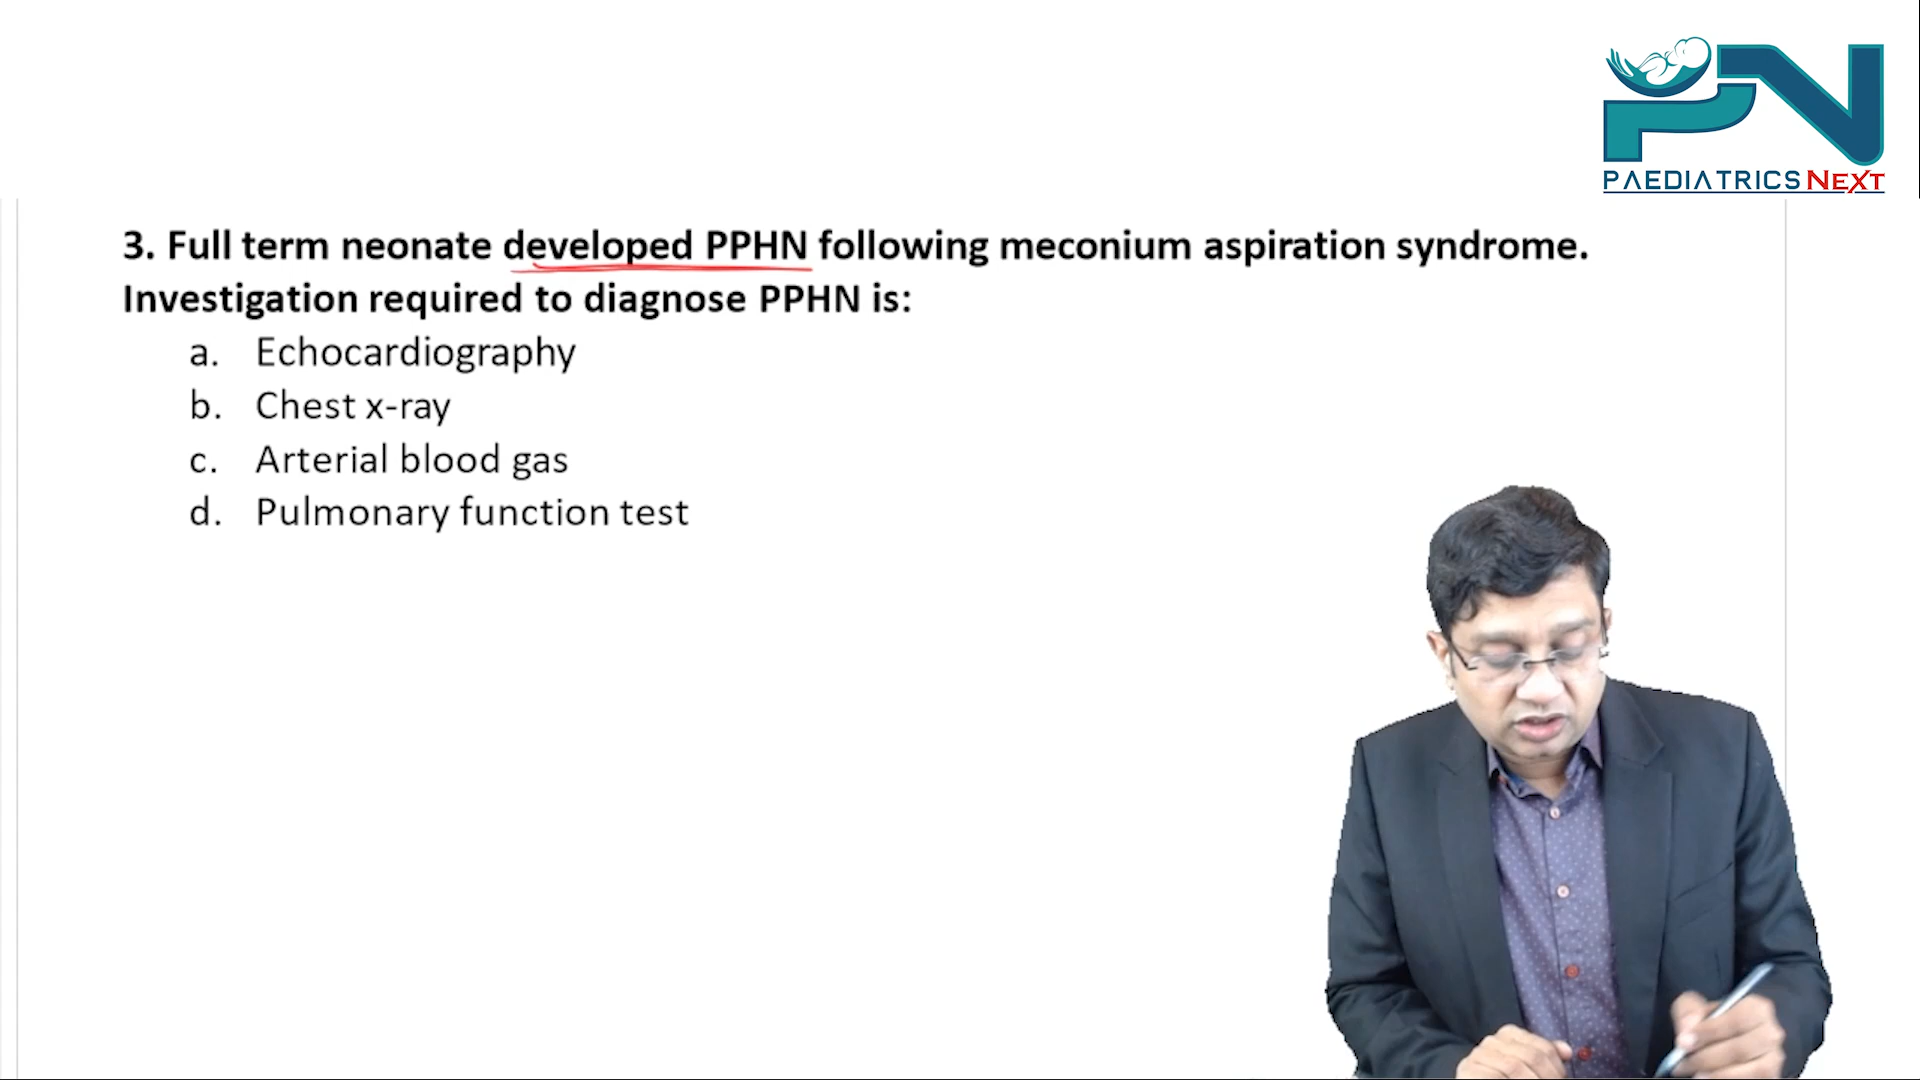 PAEDIATRICS NEXT
3. Full term neonate developed PPHN following meconium aspiration syndrome.
Investigation required to diagnose PPHN is:
a. Echocardiography
b. Chest x-ray
c. Arterial blood gas
d. Pulmonary function test